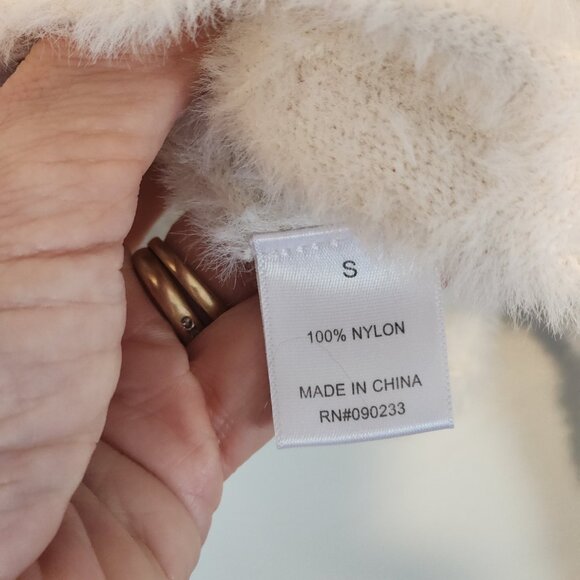 S
100% NYLON
MADE IN CHINA
RN#090233